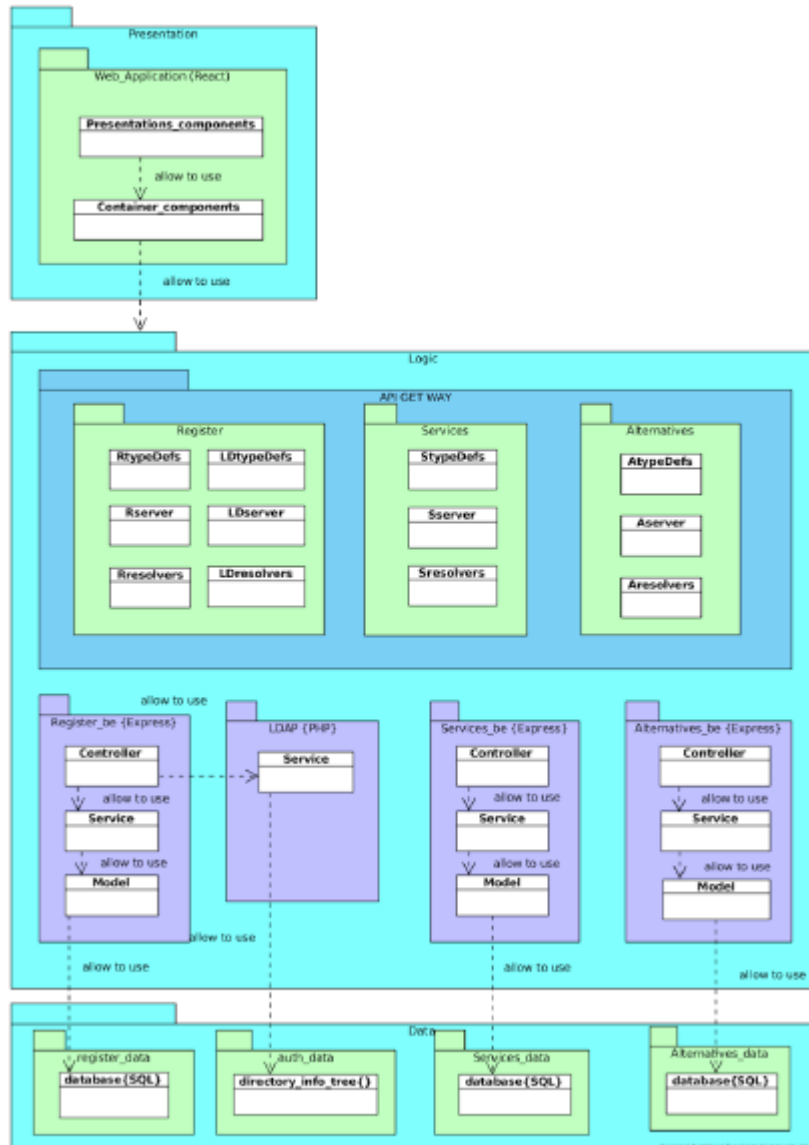 Presentation
Web_Application {React}
Presentations_components
allow to use
Container_components
allow to use
Logic
API GET WAY
Register
Services
Alternatives
RtypeDefs
LDtypeDefs
StypeDefs
AtypeDefs
Rserver
LDserver
Sserver
Aserver
Rresolvers
LDresolvers
Sresolvers
Aresolvers
allow to use
Register_be {Express}
LDAP {PHP}
Services_be {Express}
Alternatives_be {Express}
Controller
Service
Controller
Controller
allow to use
allow to use
allow to use
Service
Service
Service
allow to use
allow to use
allow to use
Model
Model
Model
allow to use
allow to use
allow to use
allow to use
Data
register_data
auth_data
Services_data
Alternatives_data
database{SQL}
directory_info_tree{}
database{SQL}
database{SQL}